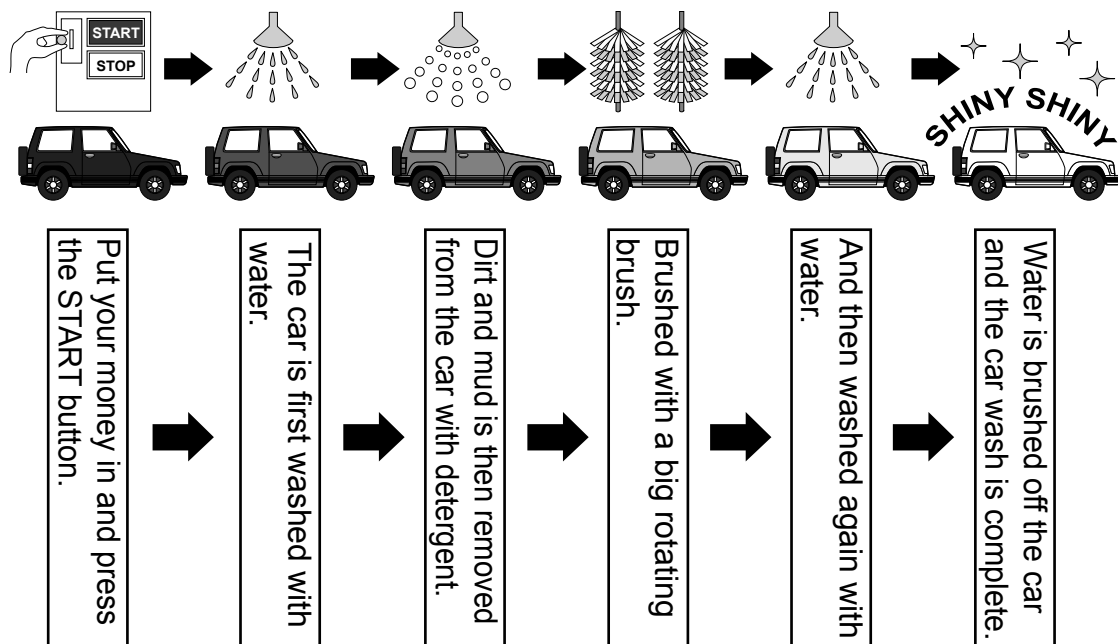 START
STOP
SHINY SHINY
Put your money in and press
the START button.
The car is first washed with
water.
Dirt and mud is then removed
from the car with detergent.
Brushed with a big rotating
brush.
And then washed again with
water.
Water is brushed off the car
and the car wash is complete.